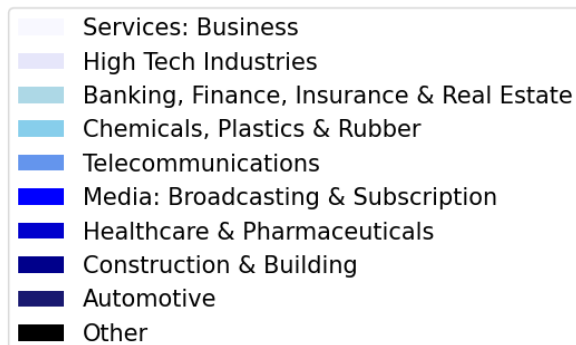 Services: Business
High Tech Industries
Banking, Finance, Insurance & Real Estate
Chemicals, Plastics & Rubber
Telecommunications
Media: Broadcasting & Subscription
Healthcare & Pharmaceuticals
Construction & Building
Automotive
Other